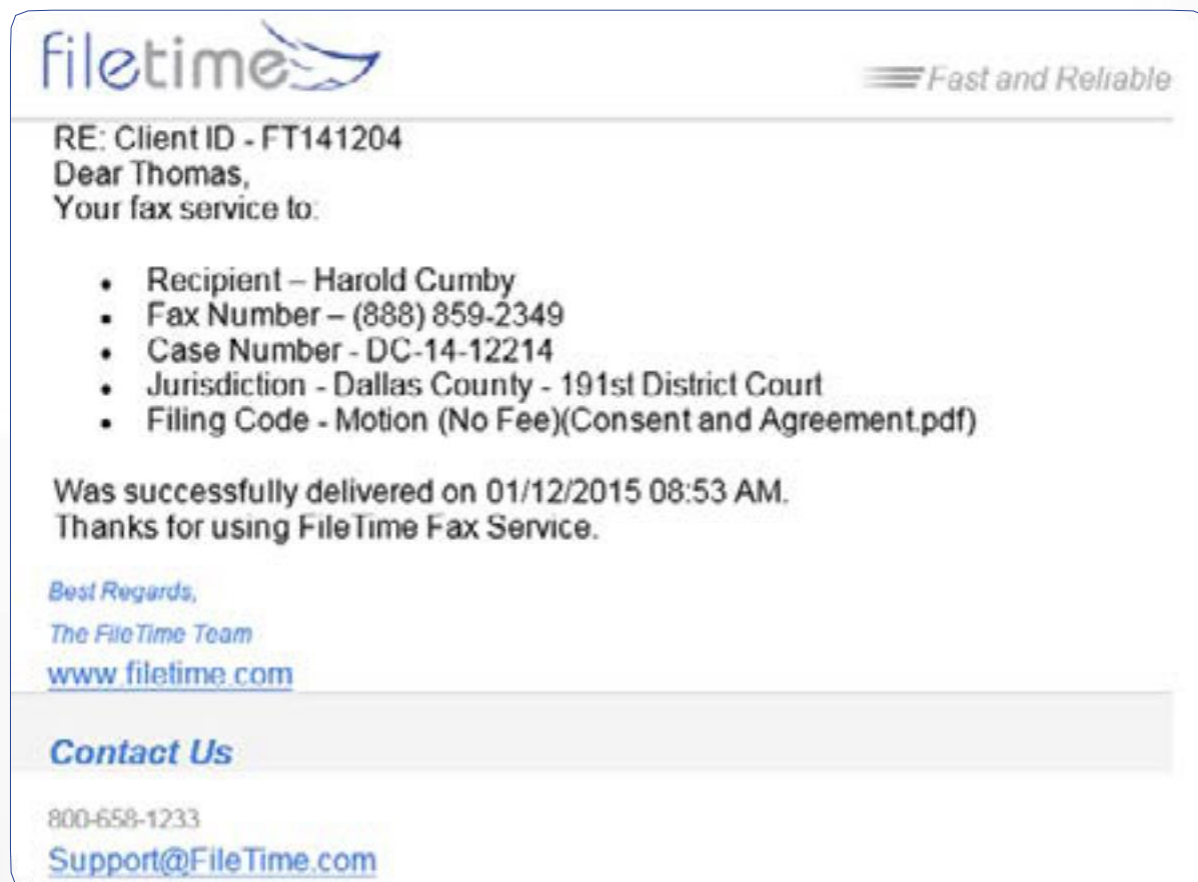 filetime
Fast and Reliable
RE: Client ID - FT141204
Dear Thomas,
Your fax service to:
• Recipient – Harold Cumby
• Fax Number – (888) 859-2349
• Case Number - DC-14-12214
• Jurisdiction - Dallas County - 191st District Court
• Filing Code - Motion (No Fee)(Consent and Agreement.pdf)
Was successfully delivered on 01/12/2015 08:53 AM.
Thanks for using FileTime Fax Service.
Best Regards,
The FileTime Team
www.filetime.com
Contact Us
800-658-1233
Support@FileTime.com